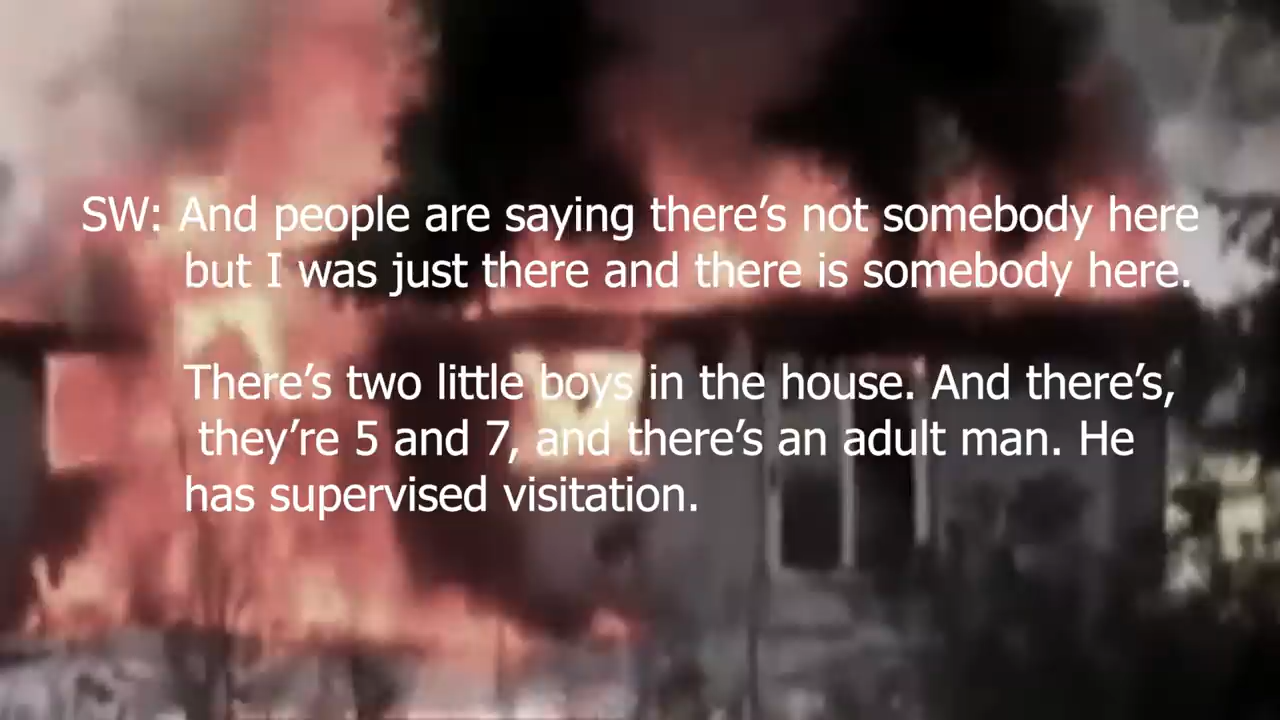 SW: And people are saying there’s not somebody here
but I was just there and there is somebody here.
There’s two little boys in the house. And there’s,
they’re 5 and 7, and there’s an adult man. He
has supervised visitation.